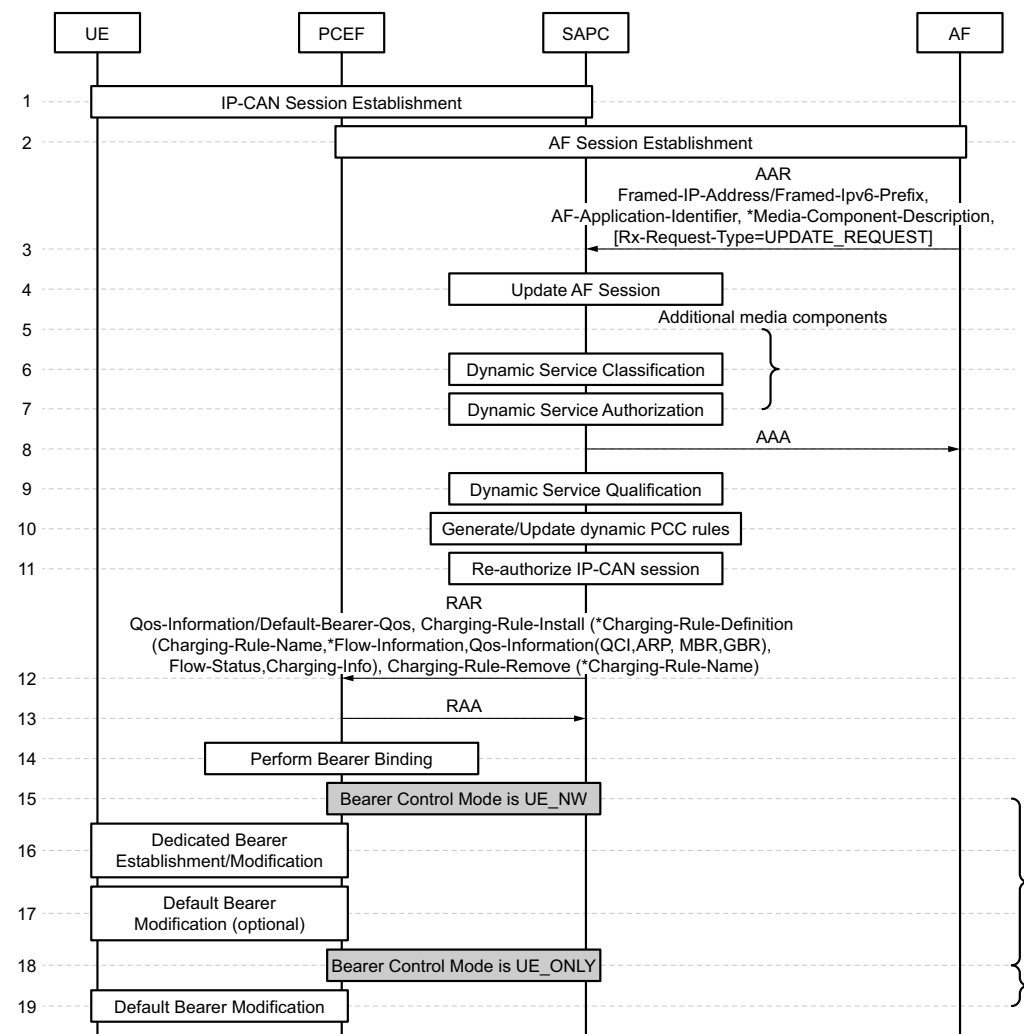 UE
PCEF
SAPC
AF
1
IP-CAN Session Establishment
2
AF Session Establishment
AAR
Framed-IP-Address/Framed-Ipv6-Prefix,
AF-Application-Identifier, *Media-Component-Description,
[Rx-Request-Type=UPDATE_REQUEST]
3
4
Update AF Session
Additional media components
5
6
Dynamic Service Classification
7
Dynamic Service Authorization
AAA
8
9
Dynamic Service Qualification
10
Generate/Update dynamic PCC rules
11
Re-authorize IP-CAN session
RAR
Qos-Information/Default-Bearer-Qos, Charging-Rule-Install (*Charging-Rule-Definition
(Charging-Rule-Name,*Flow-Information,Qos-Information(QCI,ARP, MBR,GBR),
Flow-Status,Charging-Info), Charging-Rule-Remove (*Charging-Rule-Name)
12
RAA
13
14
Perform Bearer Binding
15
Bearer Control Mode is UE_NW
16
Dedicated Bearer
Establishment/Modification
17
Default Bearer
Modification (optional)
18
Bearer Control Mode is UE_ONLY
19
Default Bearer Modification